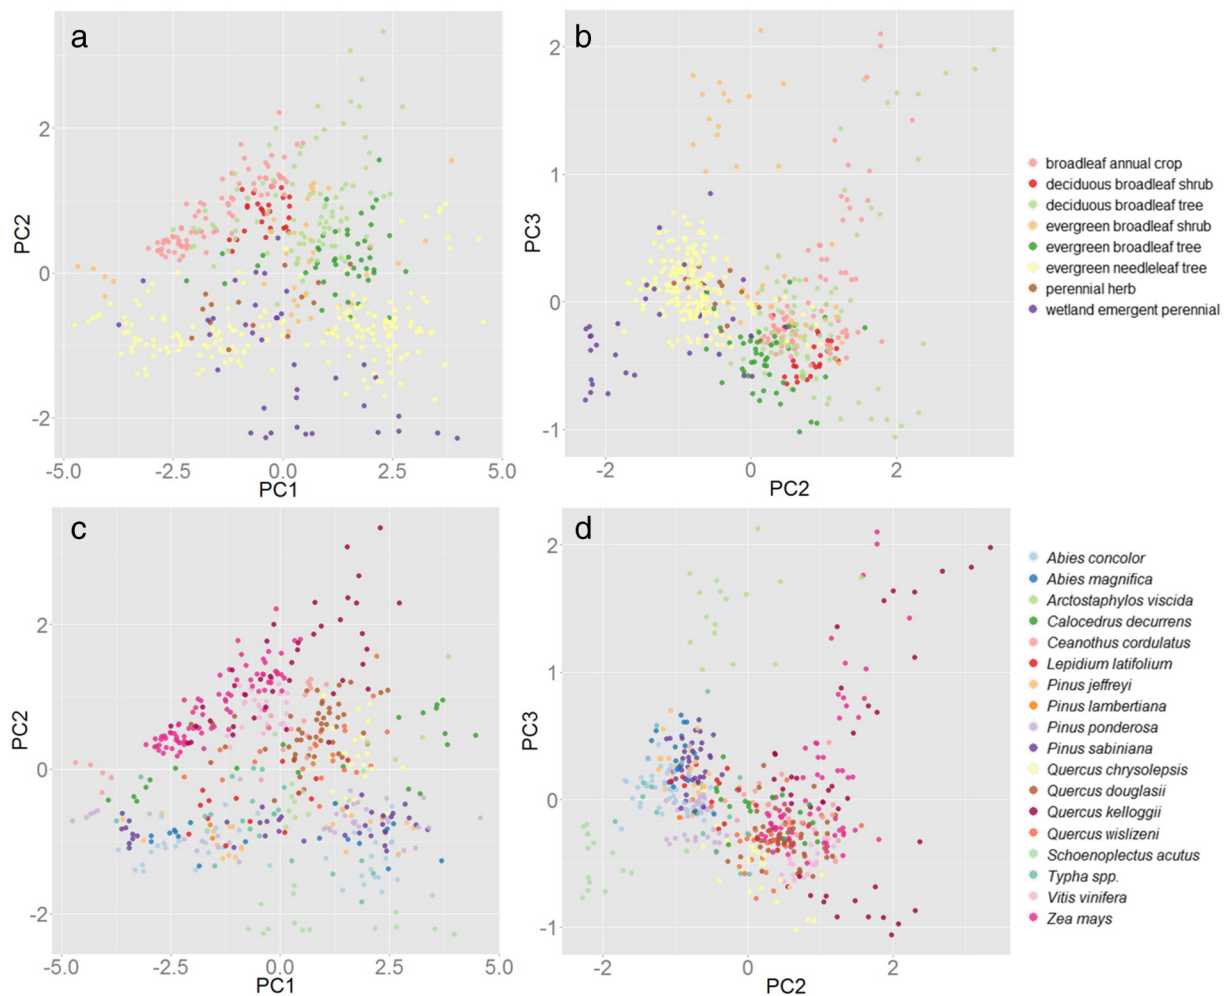 a
2
0
-2
PC2
-5.0 -2.5 0.0 2.5 5.0
PC1
b
2
1
0
-1
PC3
-2 0 2
PC2
broadleaf annual crop
deciduous broadleaf shrub
deciduous broadleaf tree
evergreen broadleaf shrub
evergreen broadleaf tree
evergreen needleleaf tree
perennial herb
wetland emergent perennial
c
2
0
-2
PC2
-5.0 -2.5 0.0 2.5 5.0
PC1
d
2
1
0
-1
PC3
-2 0 2
PC2
Abies concolor
Abies magnifica
Arctostaphylos viscida
Calocedrus decurrens
Ceanothus cordulatus
Lepidium latifolium
Pinus jeffreyi
Pinus lambertiana
Pinus ponderosa
Pinus sabiniana
Quercus chrysolepsis
Quercus douglasii
Quercus kelloggii
Quercus wislizeni
Schoenoplectus acutus
Typha spp.
Vitis vinifera
Zea mays